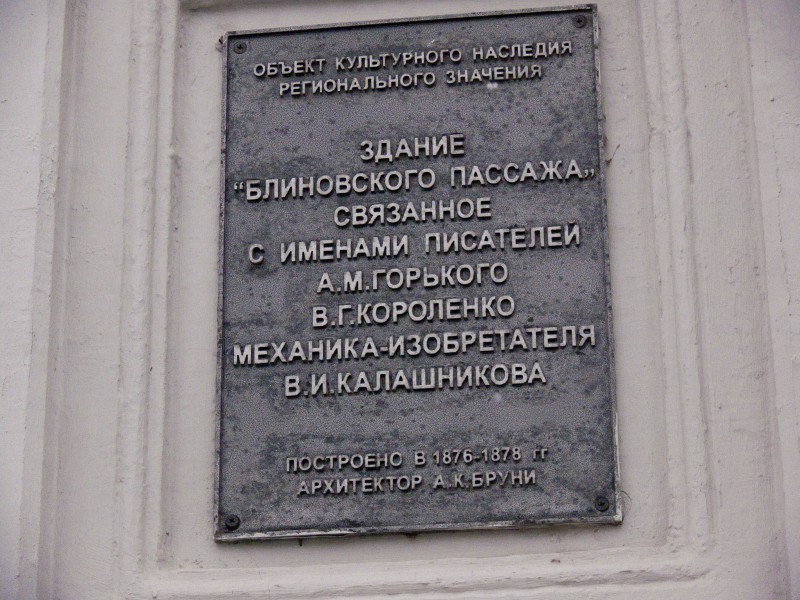 ОБЪЕКТ КУЛЬТУРНОГО НАСЛЕДИЯ
РЕГИОНАЛЬНОГО ЗНАЧЕНИЯ
ЗДАНИЕ
"БЛИНОВСКОГО ПАССАЖА„
СВЯЗАННОЕ
С ИМЕНАМИ ПИСАТЕЛЕЙ
А.М.ГОРЬКОГО
В.Г.КОРОЛЕНКО
МЕХАНИКА-ИЗОБРЕТАТЕЛЯ
В.И.КАЛАШНИКОВА
ПОСТРОЕНО В 1876-1878 гг
АРХИТЕКТОР А.К.БРУНИ